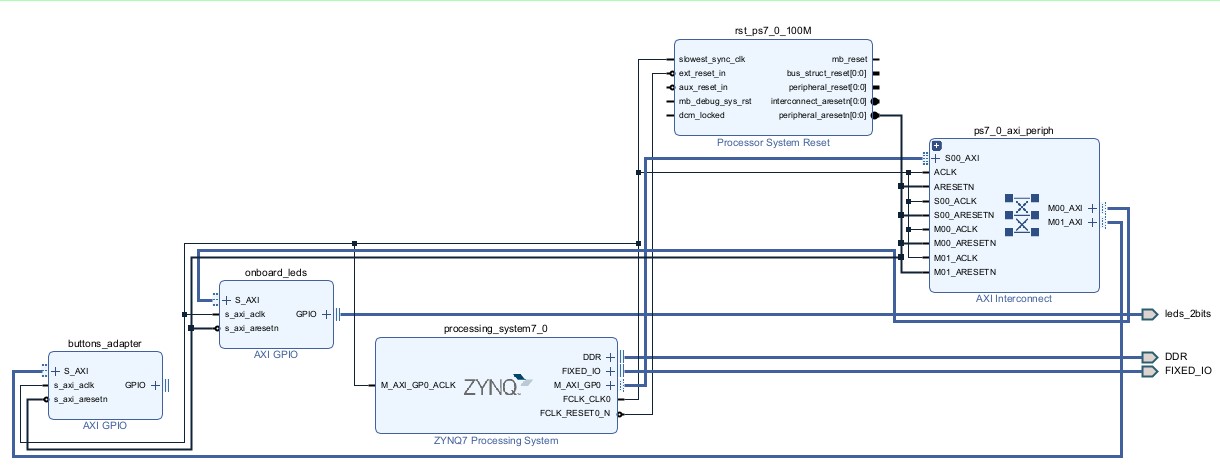 rst_ps7_0_100M
slowest_sync_clk
ext_reset_in
aux_reset_in
mb_debug_sys_rst
dcm_locked
mb_reset
bus_struct_reset[0:0]
peripheral_reset[0:0]
interconnect_aresetn[0:0]
peripheral_aresetn[0:0]
Processor System Reset
ps7_0_axi_periph
S00_AXI
ACLK
ARESETN
S00_ACLK
S00_ARESETN
M00_ACLK
M00_ARESETN
M01_ACLK
M01_ARESETN
M00_AXI
M01_AXI
AXI Interconnect
onboard_leds
S_AXI
s_axi_aclk
s_axi_aresetn
GPIO
AXI GPIO
leds_2bits
processing_system7_0
M_AXI_GP0_ACLK
ZYNQ
DDR
FIXED_IO
M_AXI_GP0
FCLK_CLK0
FCLK_RESET0_N
ZYNQ7 Processing System
DDR
FIXED_IO
buttons_adapter
S_AXI
s_axi_aclk
s_axi_aresetn
GPIO
AXI GPIO